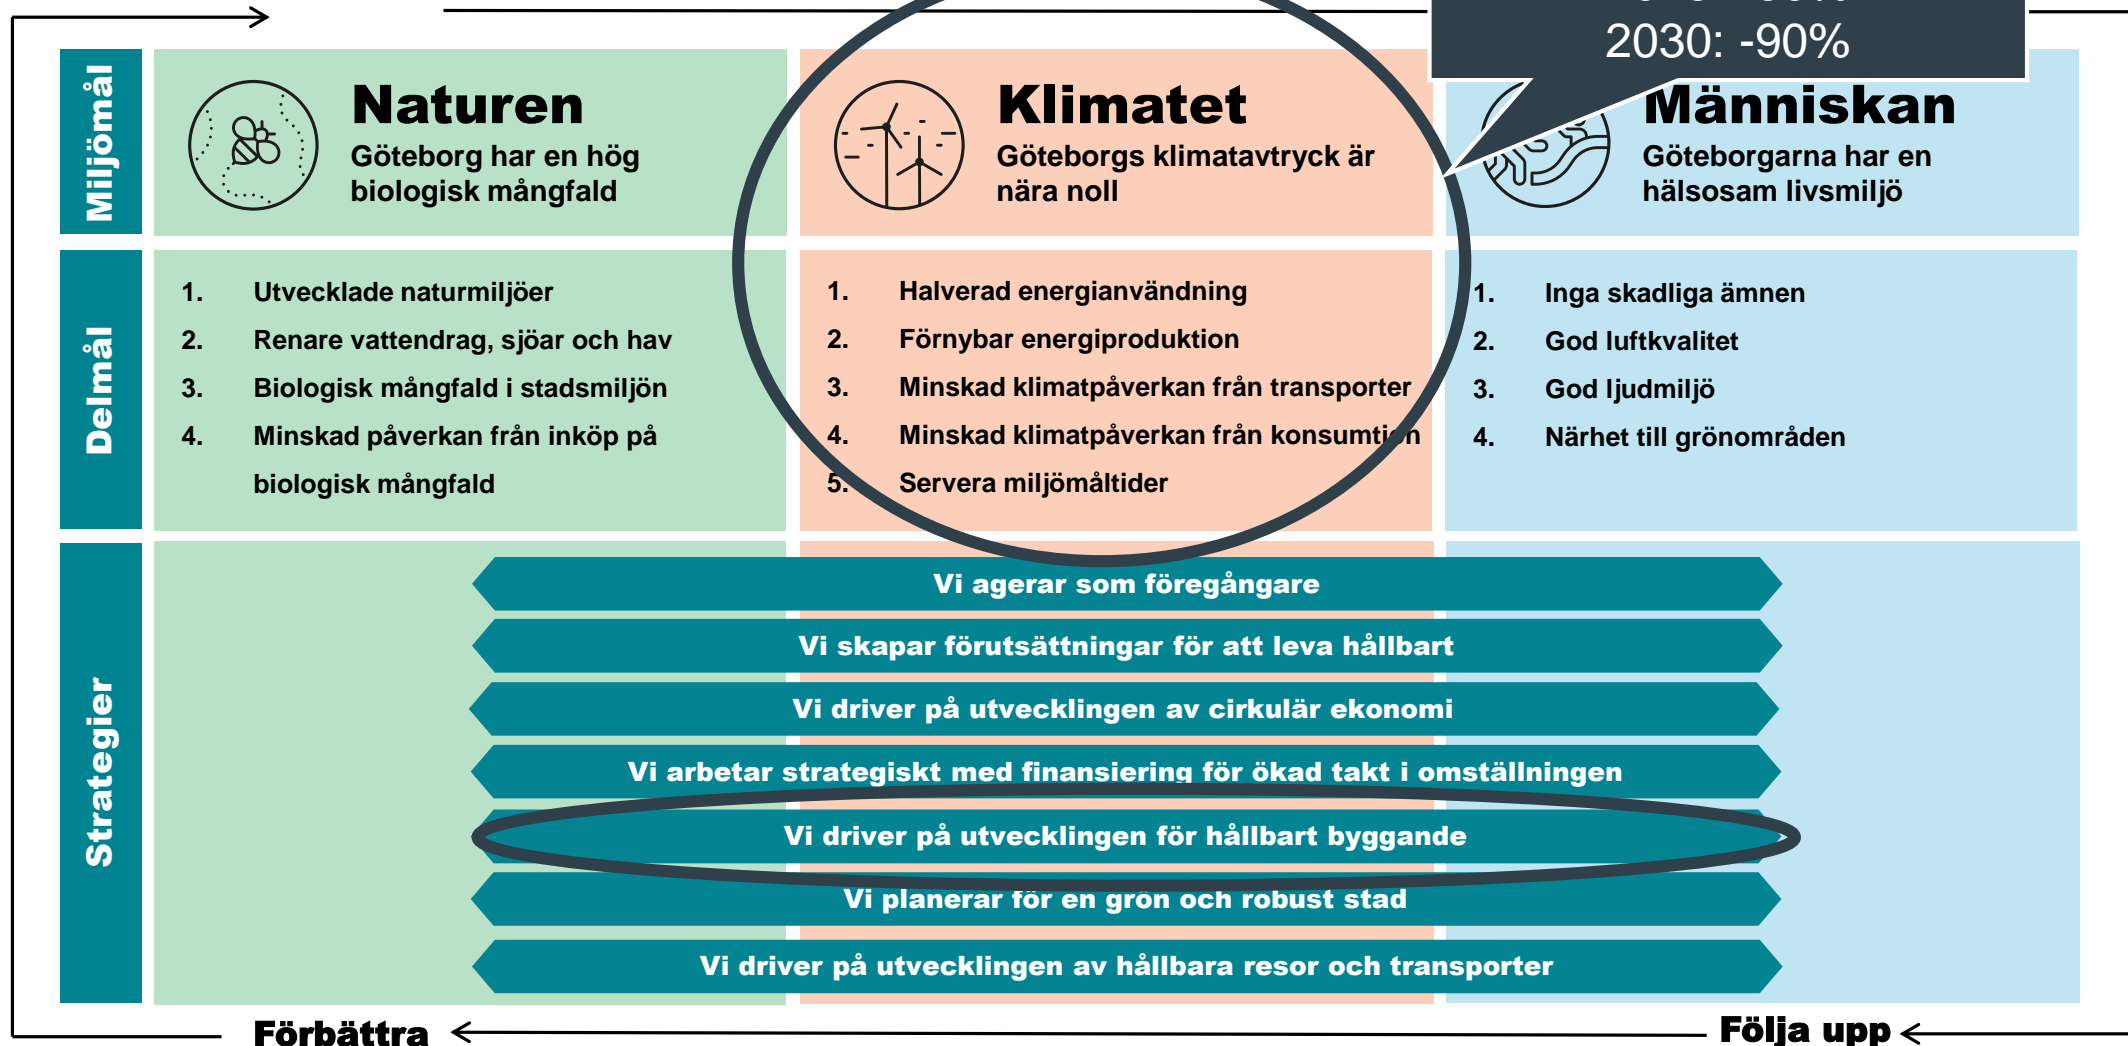 2030: -90%
Miljömål
Naturen
Göteborg har en hög
biologisk mångfald
Klimatet
Göteborgs klimatavtryck är
nära noll
Människan
Göteborgarna har en
hälsosam livsmiljö
Delmål
1. Utvecklade naturmiljöer
2. Renare vattendrag, sjöar och hav
3. Biologisk mångfald i stadsmiljön
4. Minskad påverkan från inköp på
biologisk mångfald
1. Halverad energianvändning
2. Förnybar energiproduktion
3. Minskad klimatpåverkan från transporter
4. Minskad klimatpåverkan från konsumtion
5. Servera miljömåltider
1. Inga skadliga ämnen
2. God luftkvalitet
3. God ljudmiljö
4. Närhet till grönområden
Strategier
Vi agerar som föregångare
Vi skapar förutsättningar för att leva hållbart
Vi driver på utvecklingen av cirkulär ekonomi
Vi arbetar strategiskt med finansiering för ökad takt i omställningen
Vi driver på utvecklingen för hållbart byggande
Vi planerar för en grön och robust stad
Vi driver på utvecklingen av hållbara resor och transporter
Förbättra
Följa upp